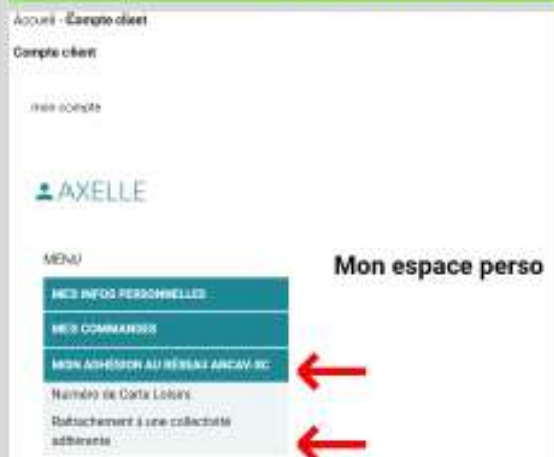 Accueil - Compte client
Compte client
mon compte
AXELLE
MENU
Mon espace perso
MES INFOS PERSONNELLES
MES COMMANDES
MON ADHÉSION AU RÉSEAU ANCAV-SC
Numéro de Carte Loisirs
Rattachement à une collectivité
adhérente